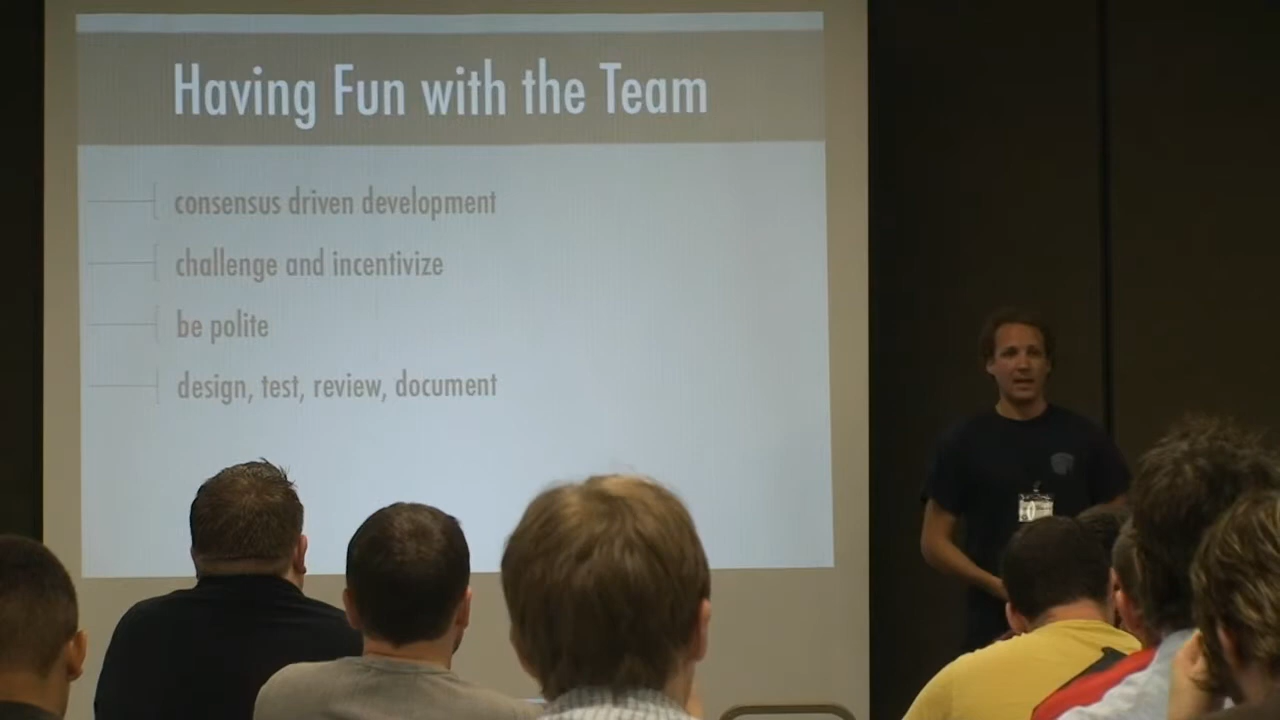 Having Fun with the Team
consensus driven development
challenge and incentivize
be polite
design, test, review, document